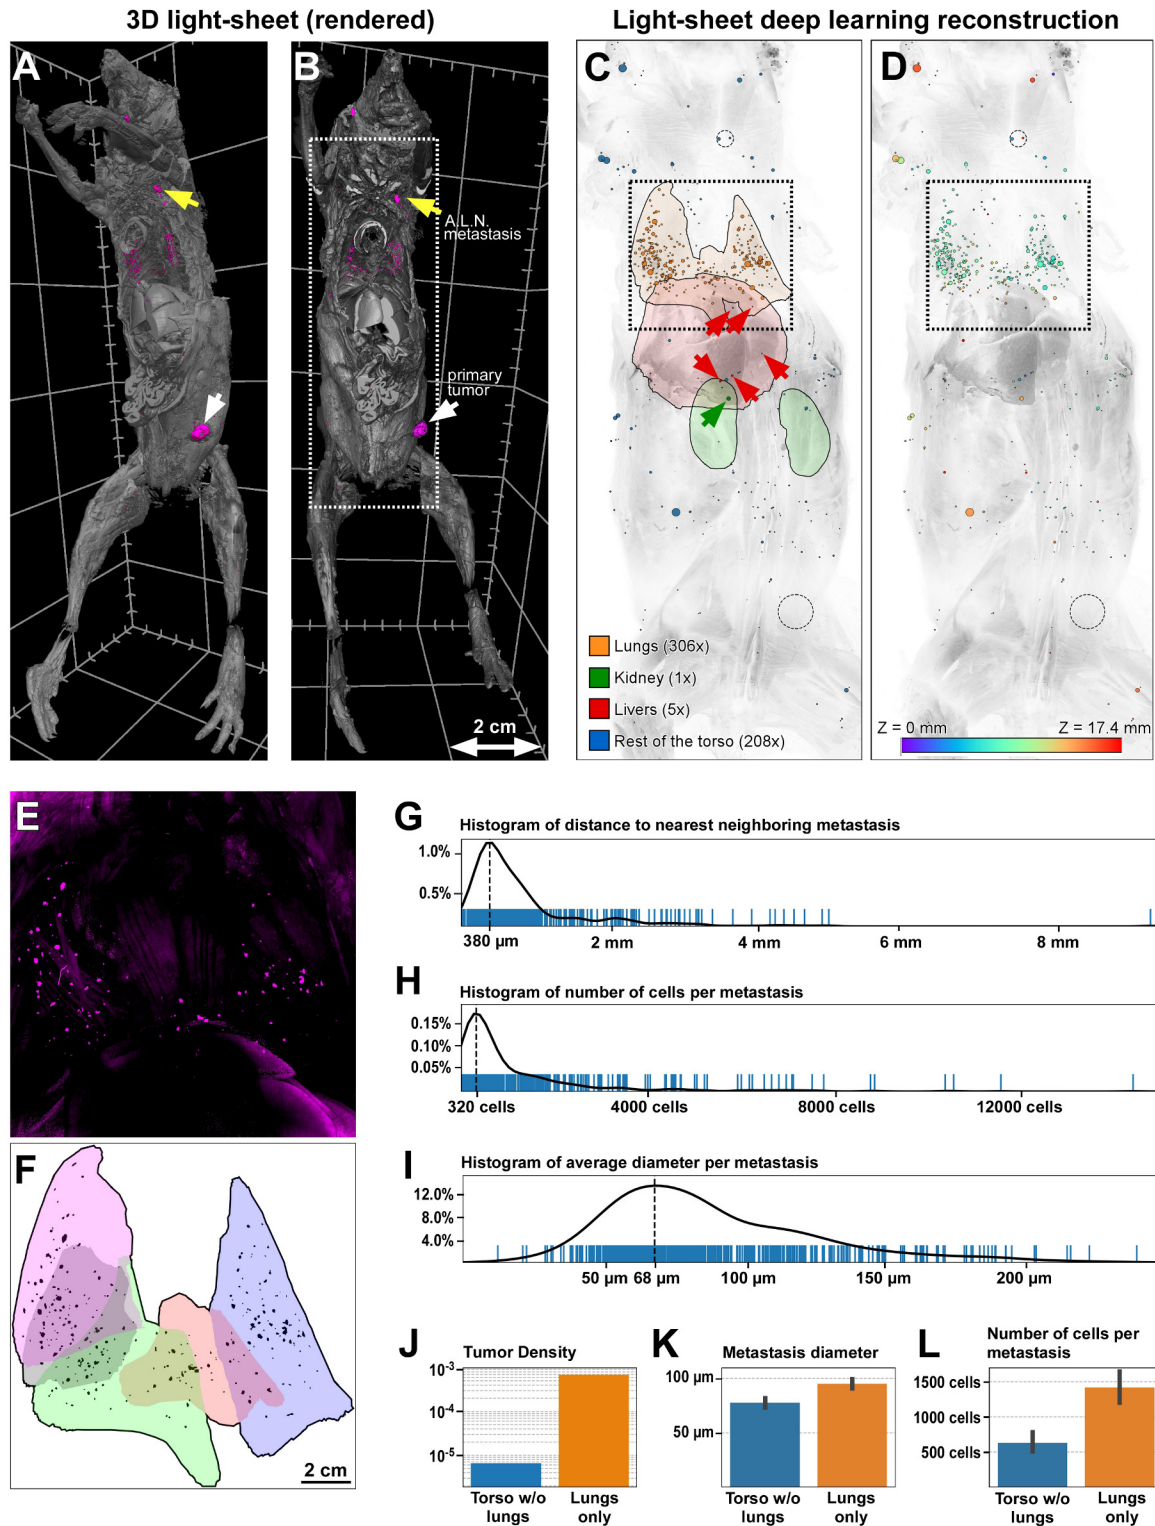 3D light-sheet (rendered)
Light-sheet deep learning reconstruction
A
B
A.L.N.
metastasis
primary
tumor
2 cm
C
Lungs (306x)
Kidney (1x)
Livers (5x)
Rest of the torso (208x)
D
Z = 0 mm
Z = 17.4 mm
E
F
2 cm
G
Histogram of distance to nearest neighboring metastasis
1.0%
0.5%
380 µm
2 mm
4 mm
6 mm
8 mm
H
Histogram of number of cells per metastasis
0.15%
0.10%
0.05%
320 cells
4000 cells
8000 cells
12000 cells
I
Histogram of average diameter per metastasis
12.0%
8.0%
4.0%
50 µm
68 µm
100 µm
150 µm
200 µm
J
Tumor Density
10-3
10-4
10-5
Torso w/o
lungs
Lungs
only
K
Metastasis diameter
100 µm
50 µm
Torso w/o
lungs
Lungs
only
L
Number of cells per
metastasis
1500 cells
1000 cells
500 cells
Torso w/o
lungs
Lungs
only